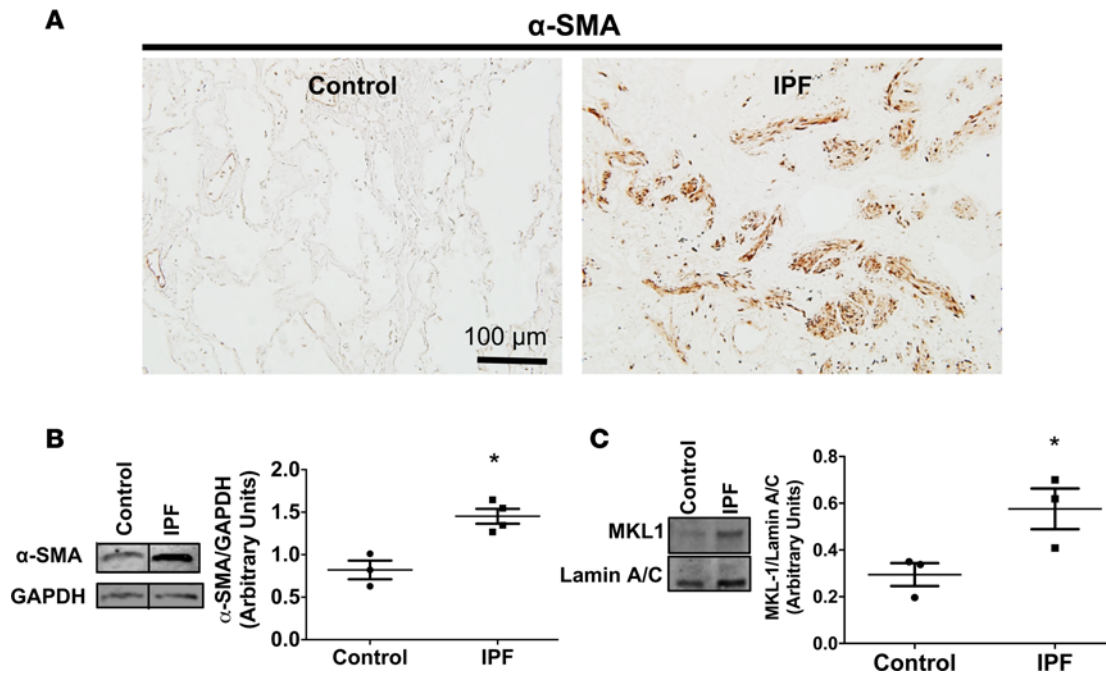 A
α-SMA
Control
IPF
100 µm
B
Control
IPF
α-SMA
GAPDH
α-SMA/GAPDH
(Arbitrary Units)
2.0
1.5
1.0
0.5
0.0
*
Control
IPF
C
Control
IPF
MKL1
Lamin A/C
MKL-1/Lamin A/C
(Arbitrary Units)
0.8
0.6
0.4
0.2
0.0
*
Control
IPF